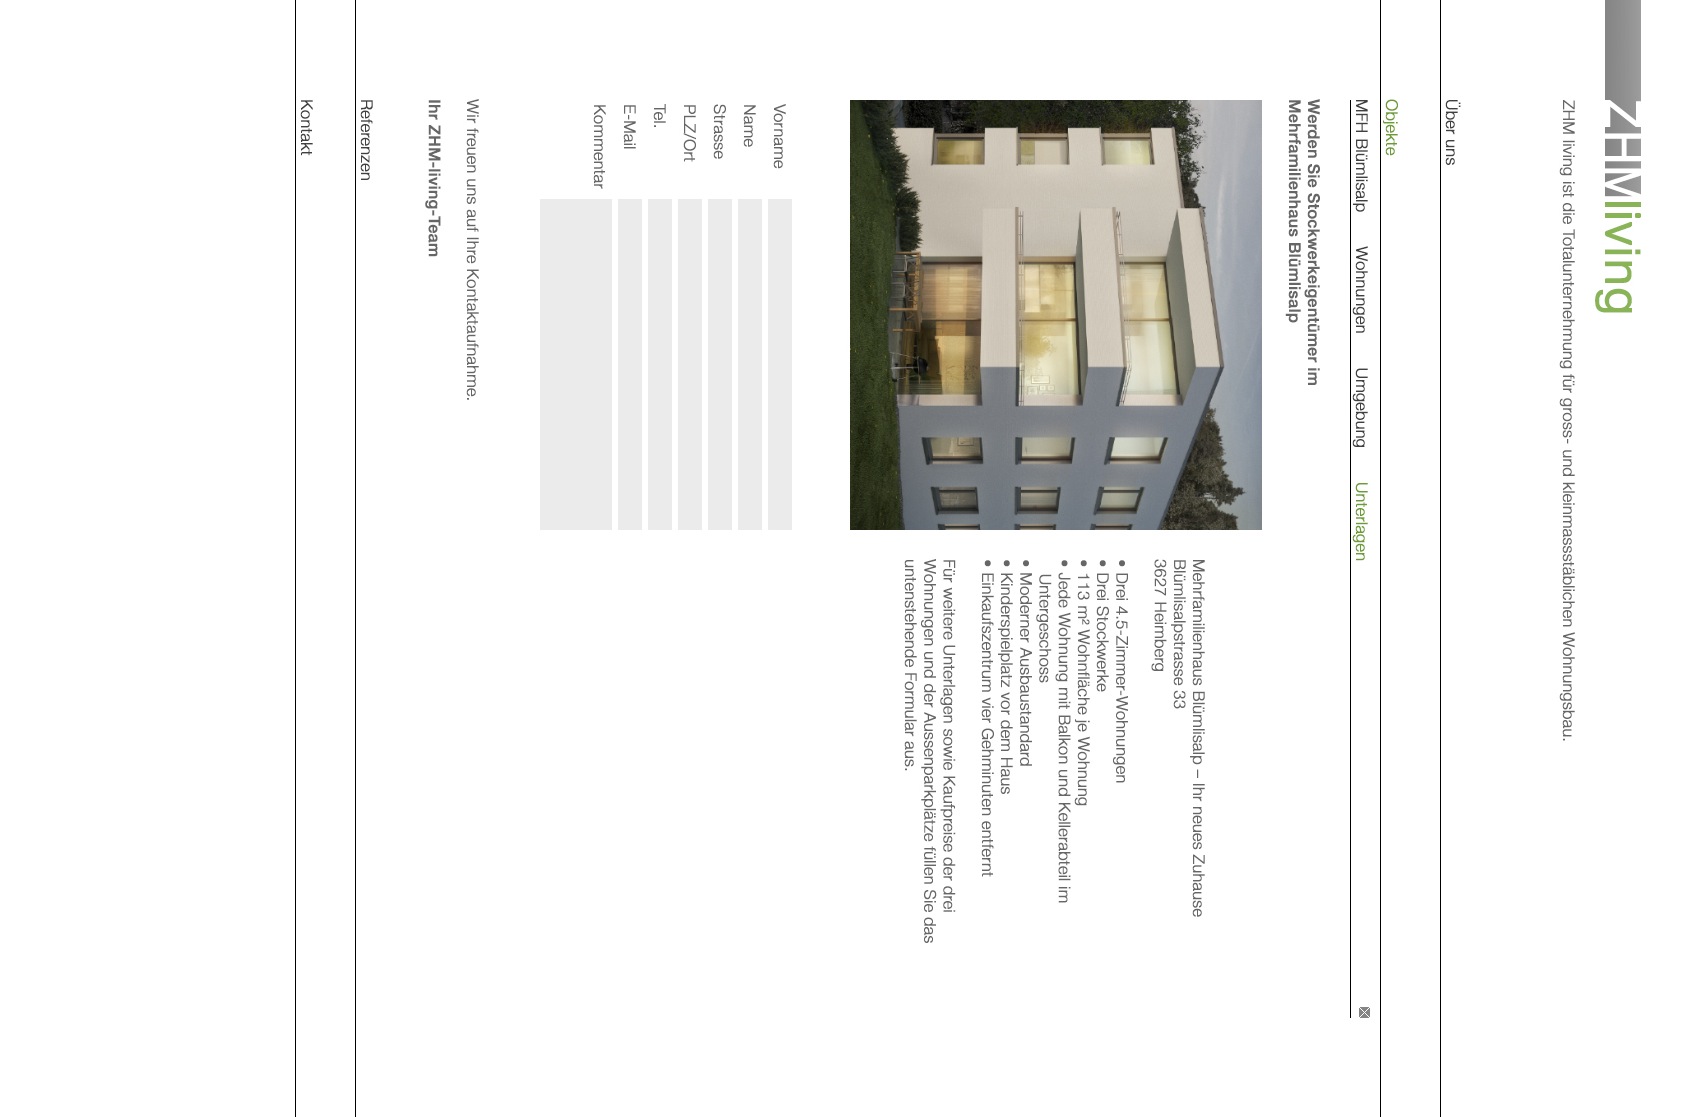 ZHMliving
ZHM living ist die Totalunternehmung für gross- und kleinmassstäblichen Wohnungsbau.
Über uns
Objekte
MFH Blümlisalp Wohnungen Umgebung Unterlagen
Werden Sie Stockwerkeigentümer im
Mehrfamilienhaus Blümlisalp
Mehrfamilienhaus Blümlisalp – Ihr neues Zuhause
Blümlisalpstrasse 33
3627 Heimberg
• Drei 4.5-Zimmer-Wohnungen
• Drei Stockwerke
• 113 m² Wohnfläche je Wohnung
• Jede Wohnung mit Balkon und Kellerabteil im
Untergeschoss
• Moderner Ausbaustandard
• Kinderspielplatz vor dem Haus
• Einkaufszentrum vier Gehminuten entfernt
Für weitere Unterlagen sowie Kaufpreise der drei
Wohnungen und der Aussenparkplätze füllen Sie das
untenstehende Formular aus.
Vorname
Name
Strasse
PLZ/Ort
Tel.
E-Mail
Kommentar
Wir freuen uns auf Ihre Kontaktaufnahme.
Ihr ZHM-living-Team
Referenzen
Kontakt